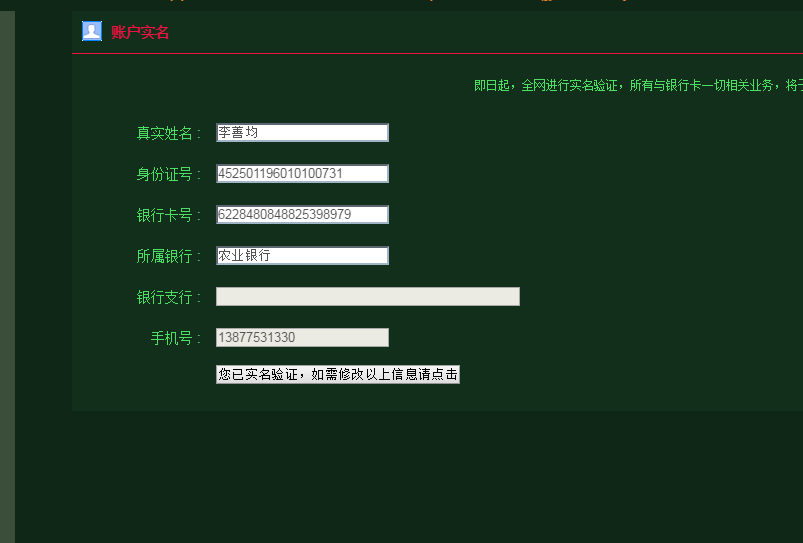 账户实名
即日起，全网进行实名验证，所有与银行卡一切相关业务，将于
真实姓名： 李善均
身份证号： 452501196010100731
银行卡号： 6228480848825398979
所属银行： 农业银行
银行支行：
手机号： 13877531330
您已实名验证，如需修改以上信息请点击